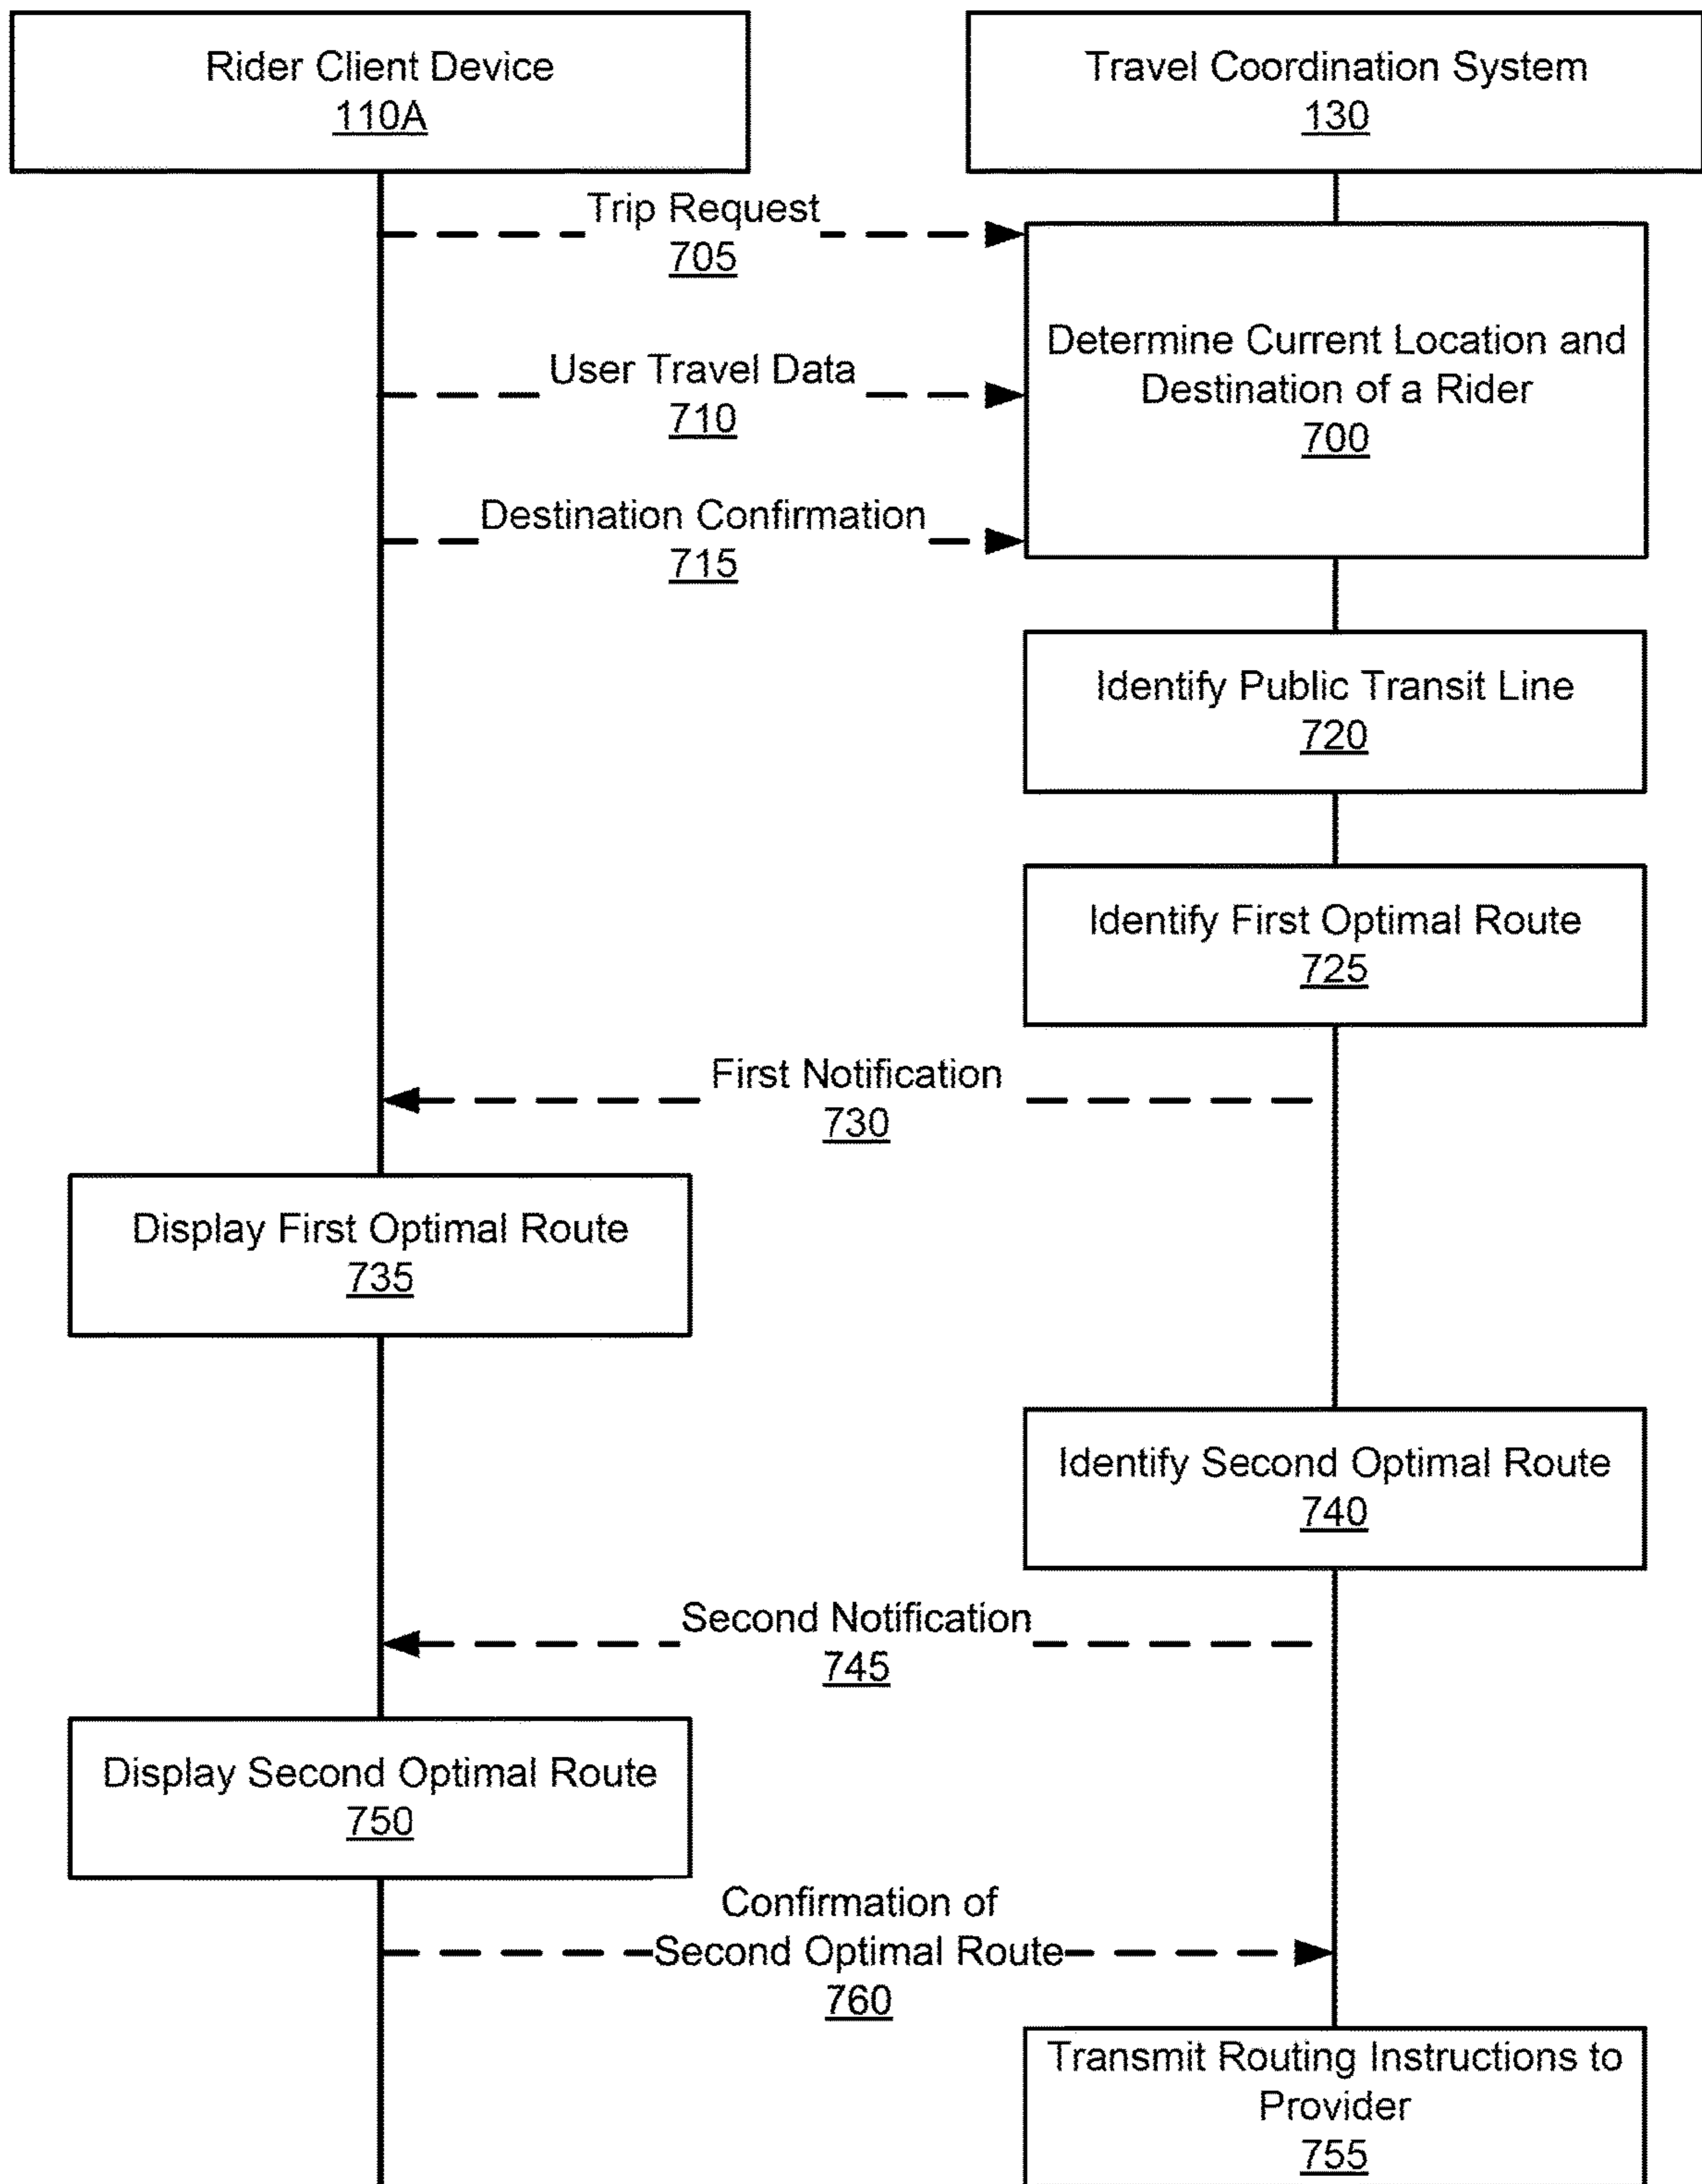 Rider Client Device
110A
Travel Coordination System
130
Trip Request
705
User Travel Data
710
Destination Confirmation
715
Determine Current Location and
Destination of a Rider
700
Identify Public Transit Line
720
Identify First Optimal Route
725
First Notification
730
Display First Optimal Route
735
Identify Second Optimal Route
740
Second Notification
745
Display Second Optimal Route
750
Confirmation of
Second Optimal Route
760
Transmit Routing Instructions to
Provider
755